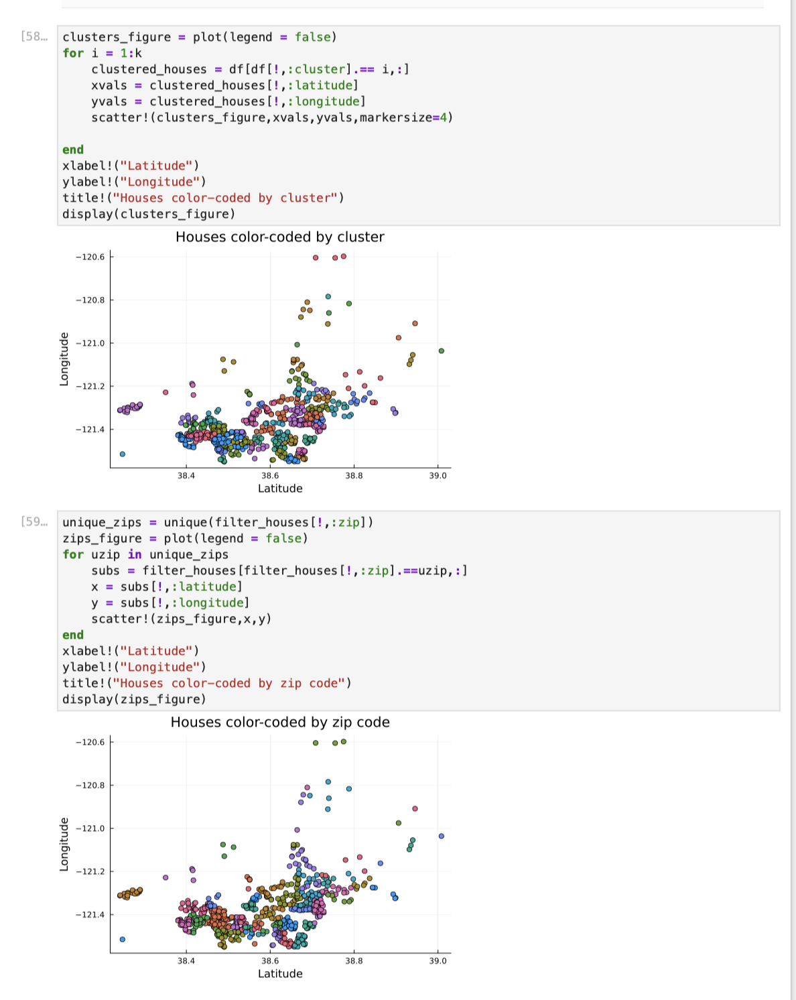 [58…
clusters_figure = plot(legend = false)
for i = 1:k
    clustered_houses = df[df[!,:cluster].== i,:]
    xvals = clustered_houses[!,:latitude]
    yvals = clustered_houses[!,:longitude]
    scatter!(clusters_figure,xvals,yvals,markersize=4)
end
xlabel!("Latitude")
ylabel!("Longitude")
title!("Houses color-coded by cluster")
display(clusters_figure)
Houses color-coded by cluster
−120.6
−120.8
−121.0
−121.2
−121.4
Longitude
38.4 38.6 38.8 39.0
Latitude
[59…
unique_zips = unique(filter_houses[!,:zip])
zips_figure = plot(legend = false)
for uzip in unique_zips
    subs = filter_houses[filter_houses[!,:zip].==uzip,:]
    x = subs[!,:latitude]
    y = subs[!,:longitude]
    scatter!(zips_figure,x,y)
end
xlabel!("Latitude")
ylabel!("Longitude")
title!("Houses color-coded by zip code")
display(zips_figure)
Houses color-coded by zip code
−120.6
−120.8
−121.0
−121.2
−121.4
Longitude
38.4 38.6 38.8 39.0
Latitude